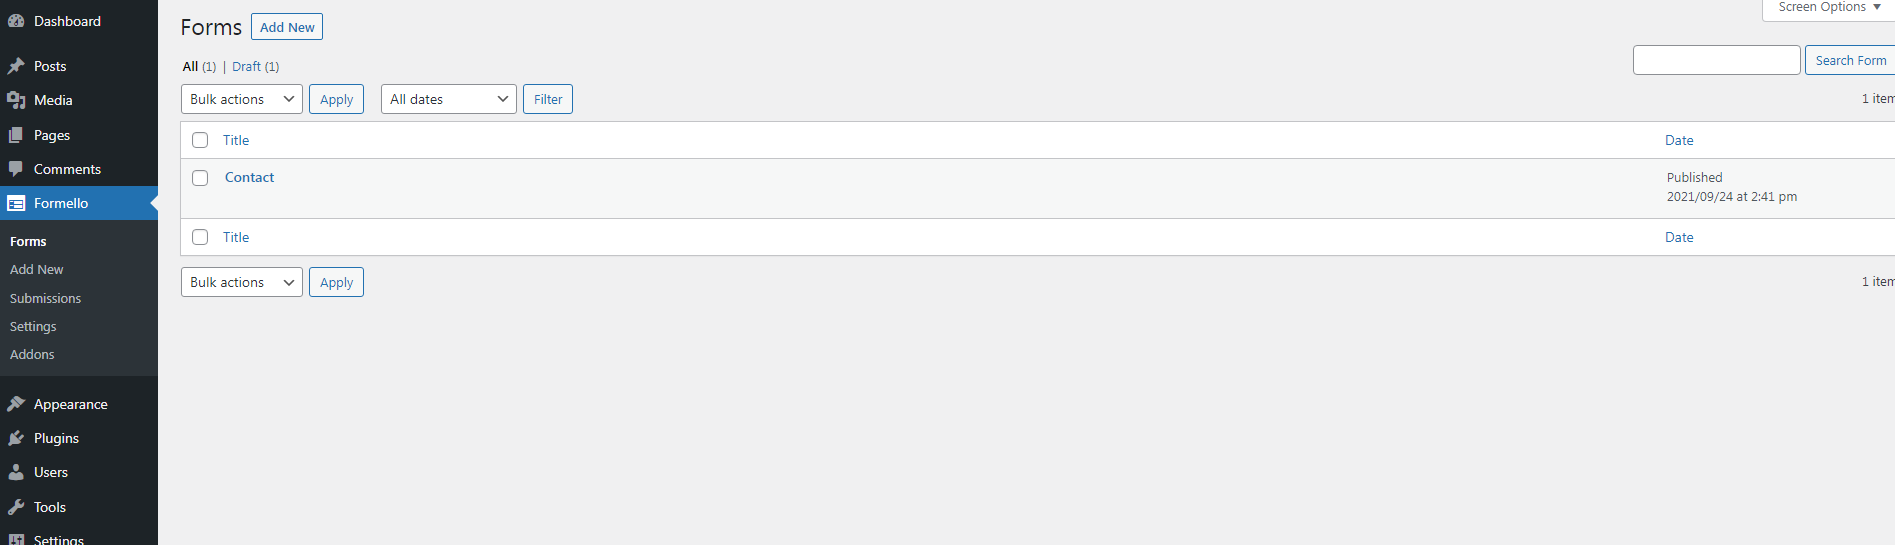 Dashboard
Posts
Media
Pages
Comments
Formello
Forms
Add New
Submissions
Settings
Addons
Appearance
Plugins
Users
Tools
Settings
Screen Options
Forms Add New
All (1) | Draft (1)
Search Form
Bulk actions Apply All dates Filter
1 item
Title Date
Contact Published
2021/09/24 at 2:41 pm
Title Date
Bulk actions Apply
1 item